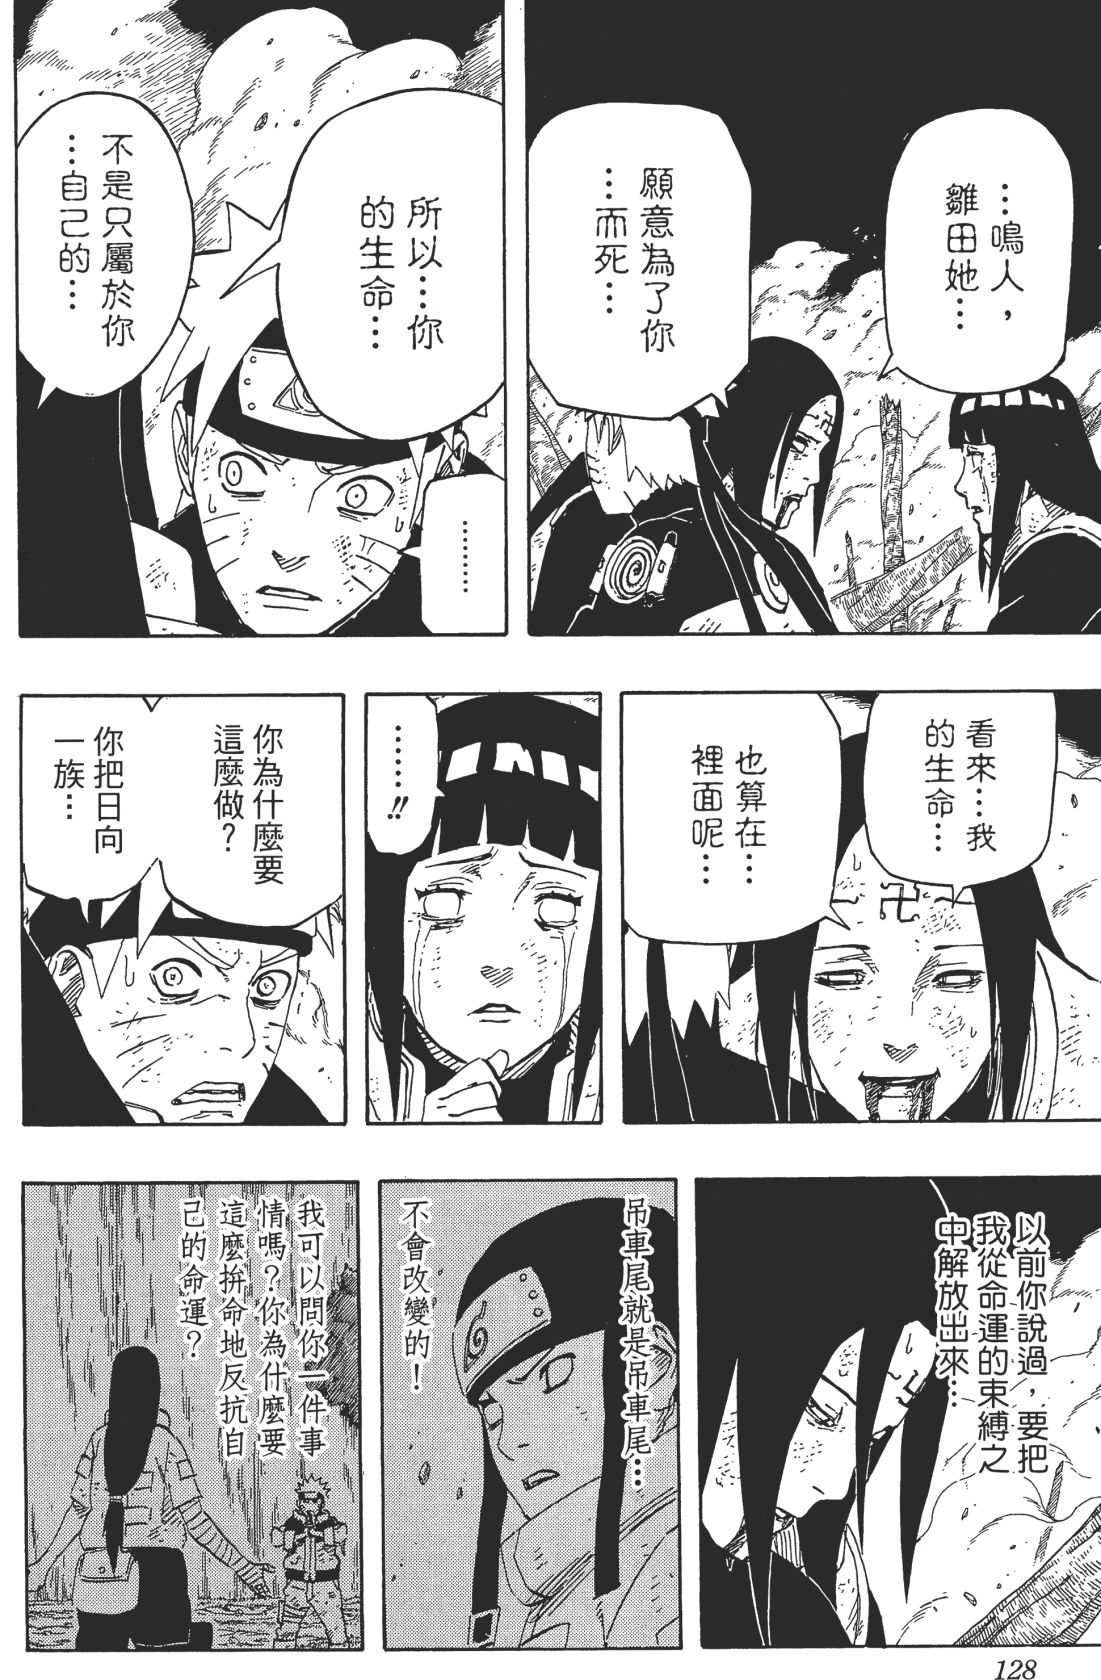 …鳴人，
雛田她…
願意為了你
…而死…
所以…你
的生命…
不是只屬於你
…自己的…
………
看來…我
的生命…
也算在…
裡面呢…
……!!
你為什麼要
這麼做？
你把日向
一族…
以前你說過，要把
我從命運的束縛之
中解放出來…
吊車尾就是吊車尾…
不會改變的！
我可以問你一件事
情嗎？你為什麼要
這麼拚命地反抗自
己的命運？
128